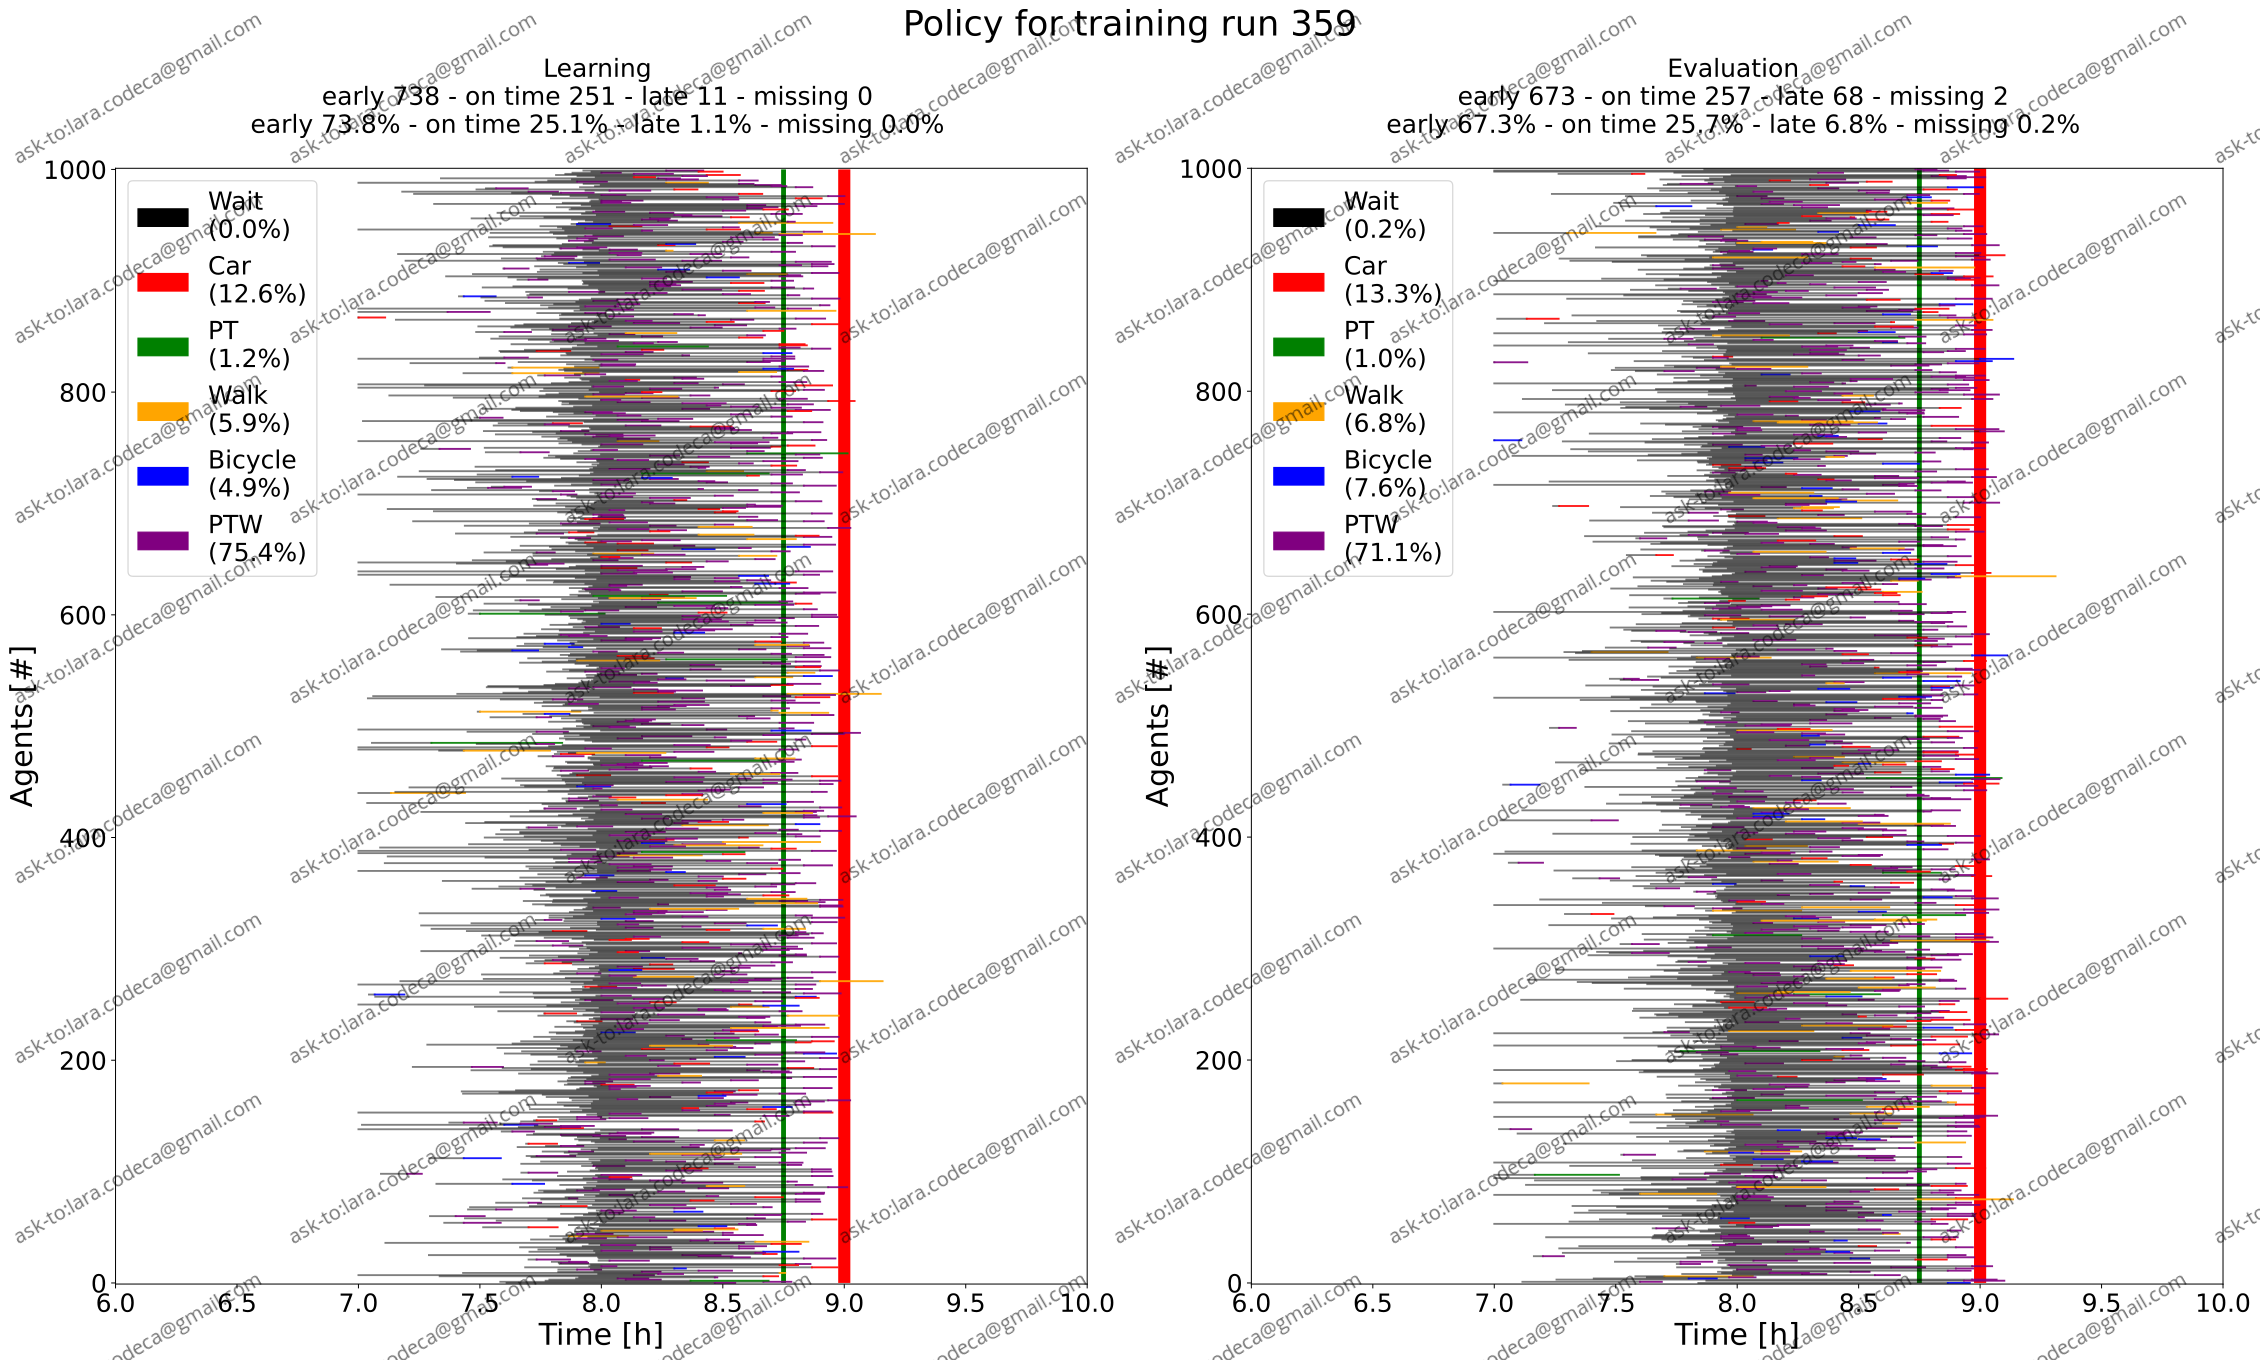 Policy for training run 359
Learning
early 738 - on time 251 - late 11 - missing 0
early 73.8% - on time 25.1% - late 1.1% - missing 0.0%
Evaluation
early 673 - on time 257 - late 68 - missing 2
early 67.3% - on time 25.7% - late 6.8% - missing 0.2%
Wait
(0.0%)
Car
(12.6%)
PT
(1.2%)
Walk
(5.9%)
Bicycle
(4.9%)
PTW
(75.4%)
Agents [#]
1000
800
600
400
200
0
6.0 6.5 7.0 7.5 8.0 8.5 9.0 9.5 10.0
Time [h]
Wait
(0.2%)
Car
(13.3%)
PT
(1.0%)
Walk
(6.8%)
Bicycle
(7.6%)
PTW
(71.1%)
Agents [#]
1000
800
600
400
200
0
6.0 6.5 7.0 7.5 8.0 8.5 9.0 9.5 10.0
Time [h]
ask-to:lara.codeca@gmail.com